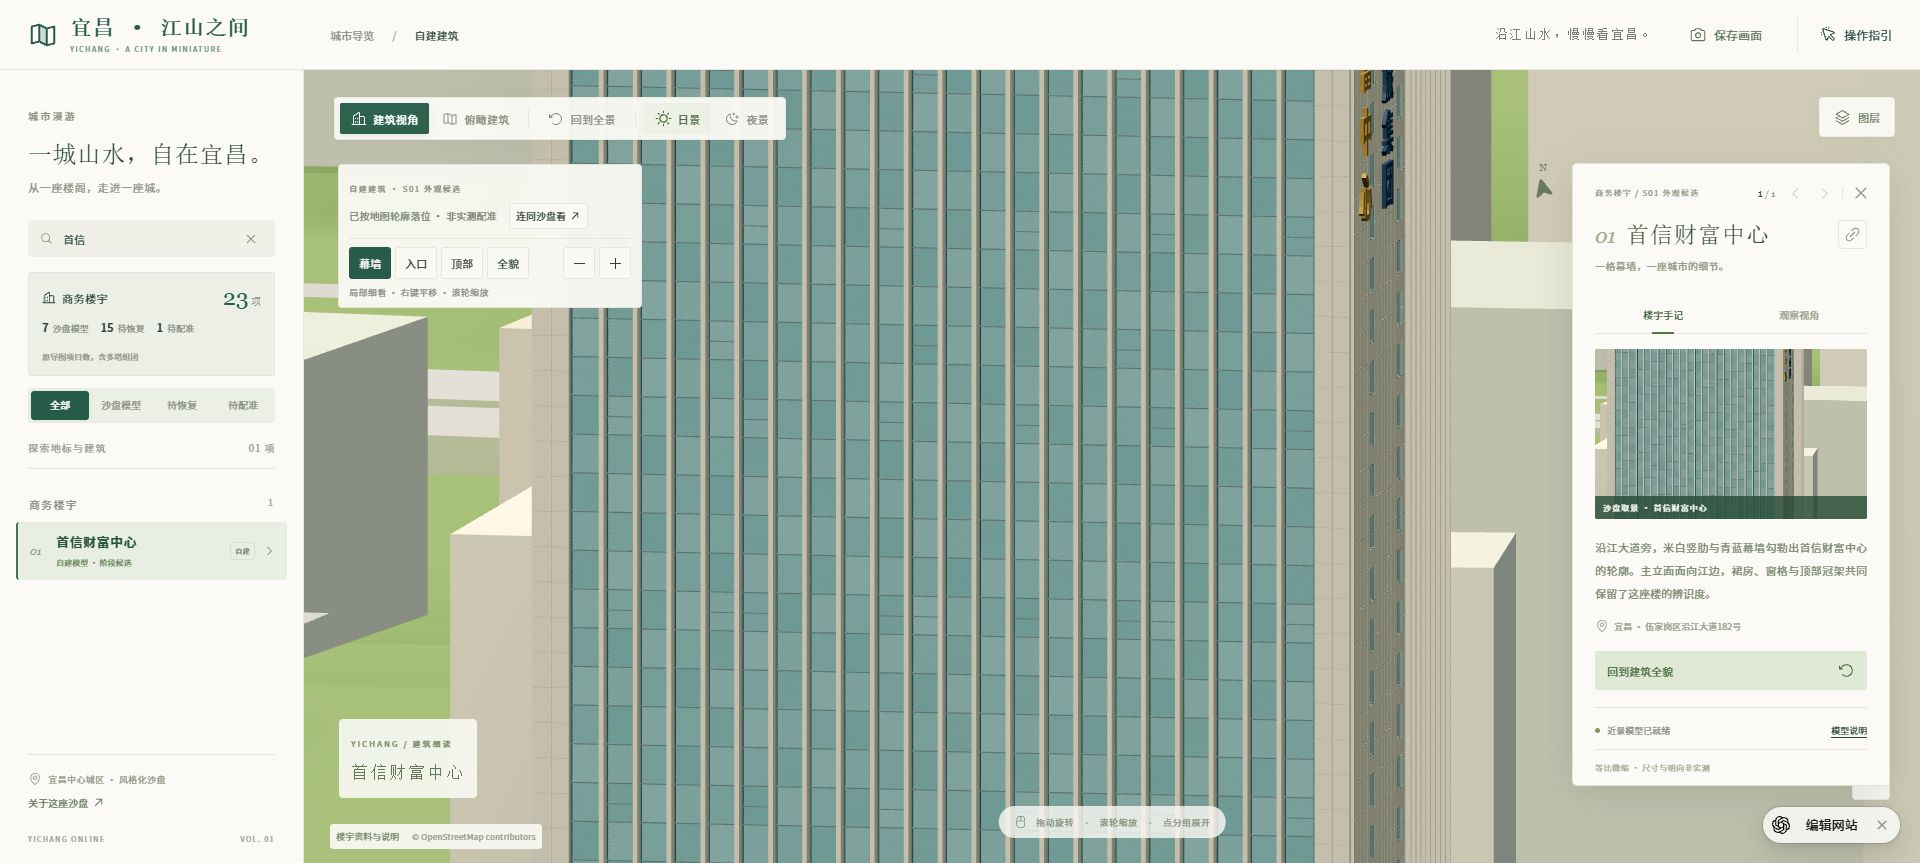 宜昌 • 江山之间
YICHANG • A CITY IN MINIATURE
城市导览 / 自建建筑
沿江山水，慢慢看宜昌。
保存画面
操作指引
城市漫游
一城山水，自在宜昌。
从一座楼阁，走进一座城。
首信
商务楼宇
23 项
7 沙盘模型 15 待恢复 1 待配准
原导图项目数，含多塔组团
全部 沙盘模型 待恢复 待配准
探索地标与建筑 01 项
商务楼宇 1
01 首信财富中心
自建模型 • 阶段候选
自建
宜昌中心城区 • 风格化沙盘
关于这座沙盘
YICHANG ONLINE VOL. 01
建筑视角 俯瞰建筑 回到全景 日景 夜景
自建建筑 • S01 外观候选
已按地图轮廓落位 • 非实测配准 连同沙盘看
幕墙 入口 顶部 全貌
局部细看 • 右键平移 • 滚轮缩放
YICHANG / 建筑细读
首信财富中心
楼宇资料与说明 © OpenStreetMap contributors
拖动旋转 • 滚轮缩放 • 点分组展开
图层
N
商务楼宇 / S01 外观候选 1 / 1
01 首信财富中心
一格幕墙，一座城市的细节。
楼宇手记 观察视角
沙盘取景 • 首信财富中心
沿江大道旁，米白竖肋与青蓝幕墙勾勒出首信财富中心
的轮廓。主立面面向江边，裙房、窗格与顶部冠架共同
保留了这座楼的辨识度。
宜昌 • 伍家岗区沿江大道182号
回到建筑全貌
近景模型已就绪 模型说明
等比微缩 • 尺寸与朝向非实测
编辑网站